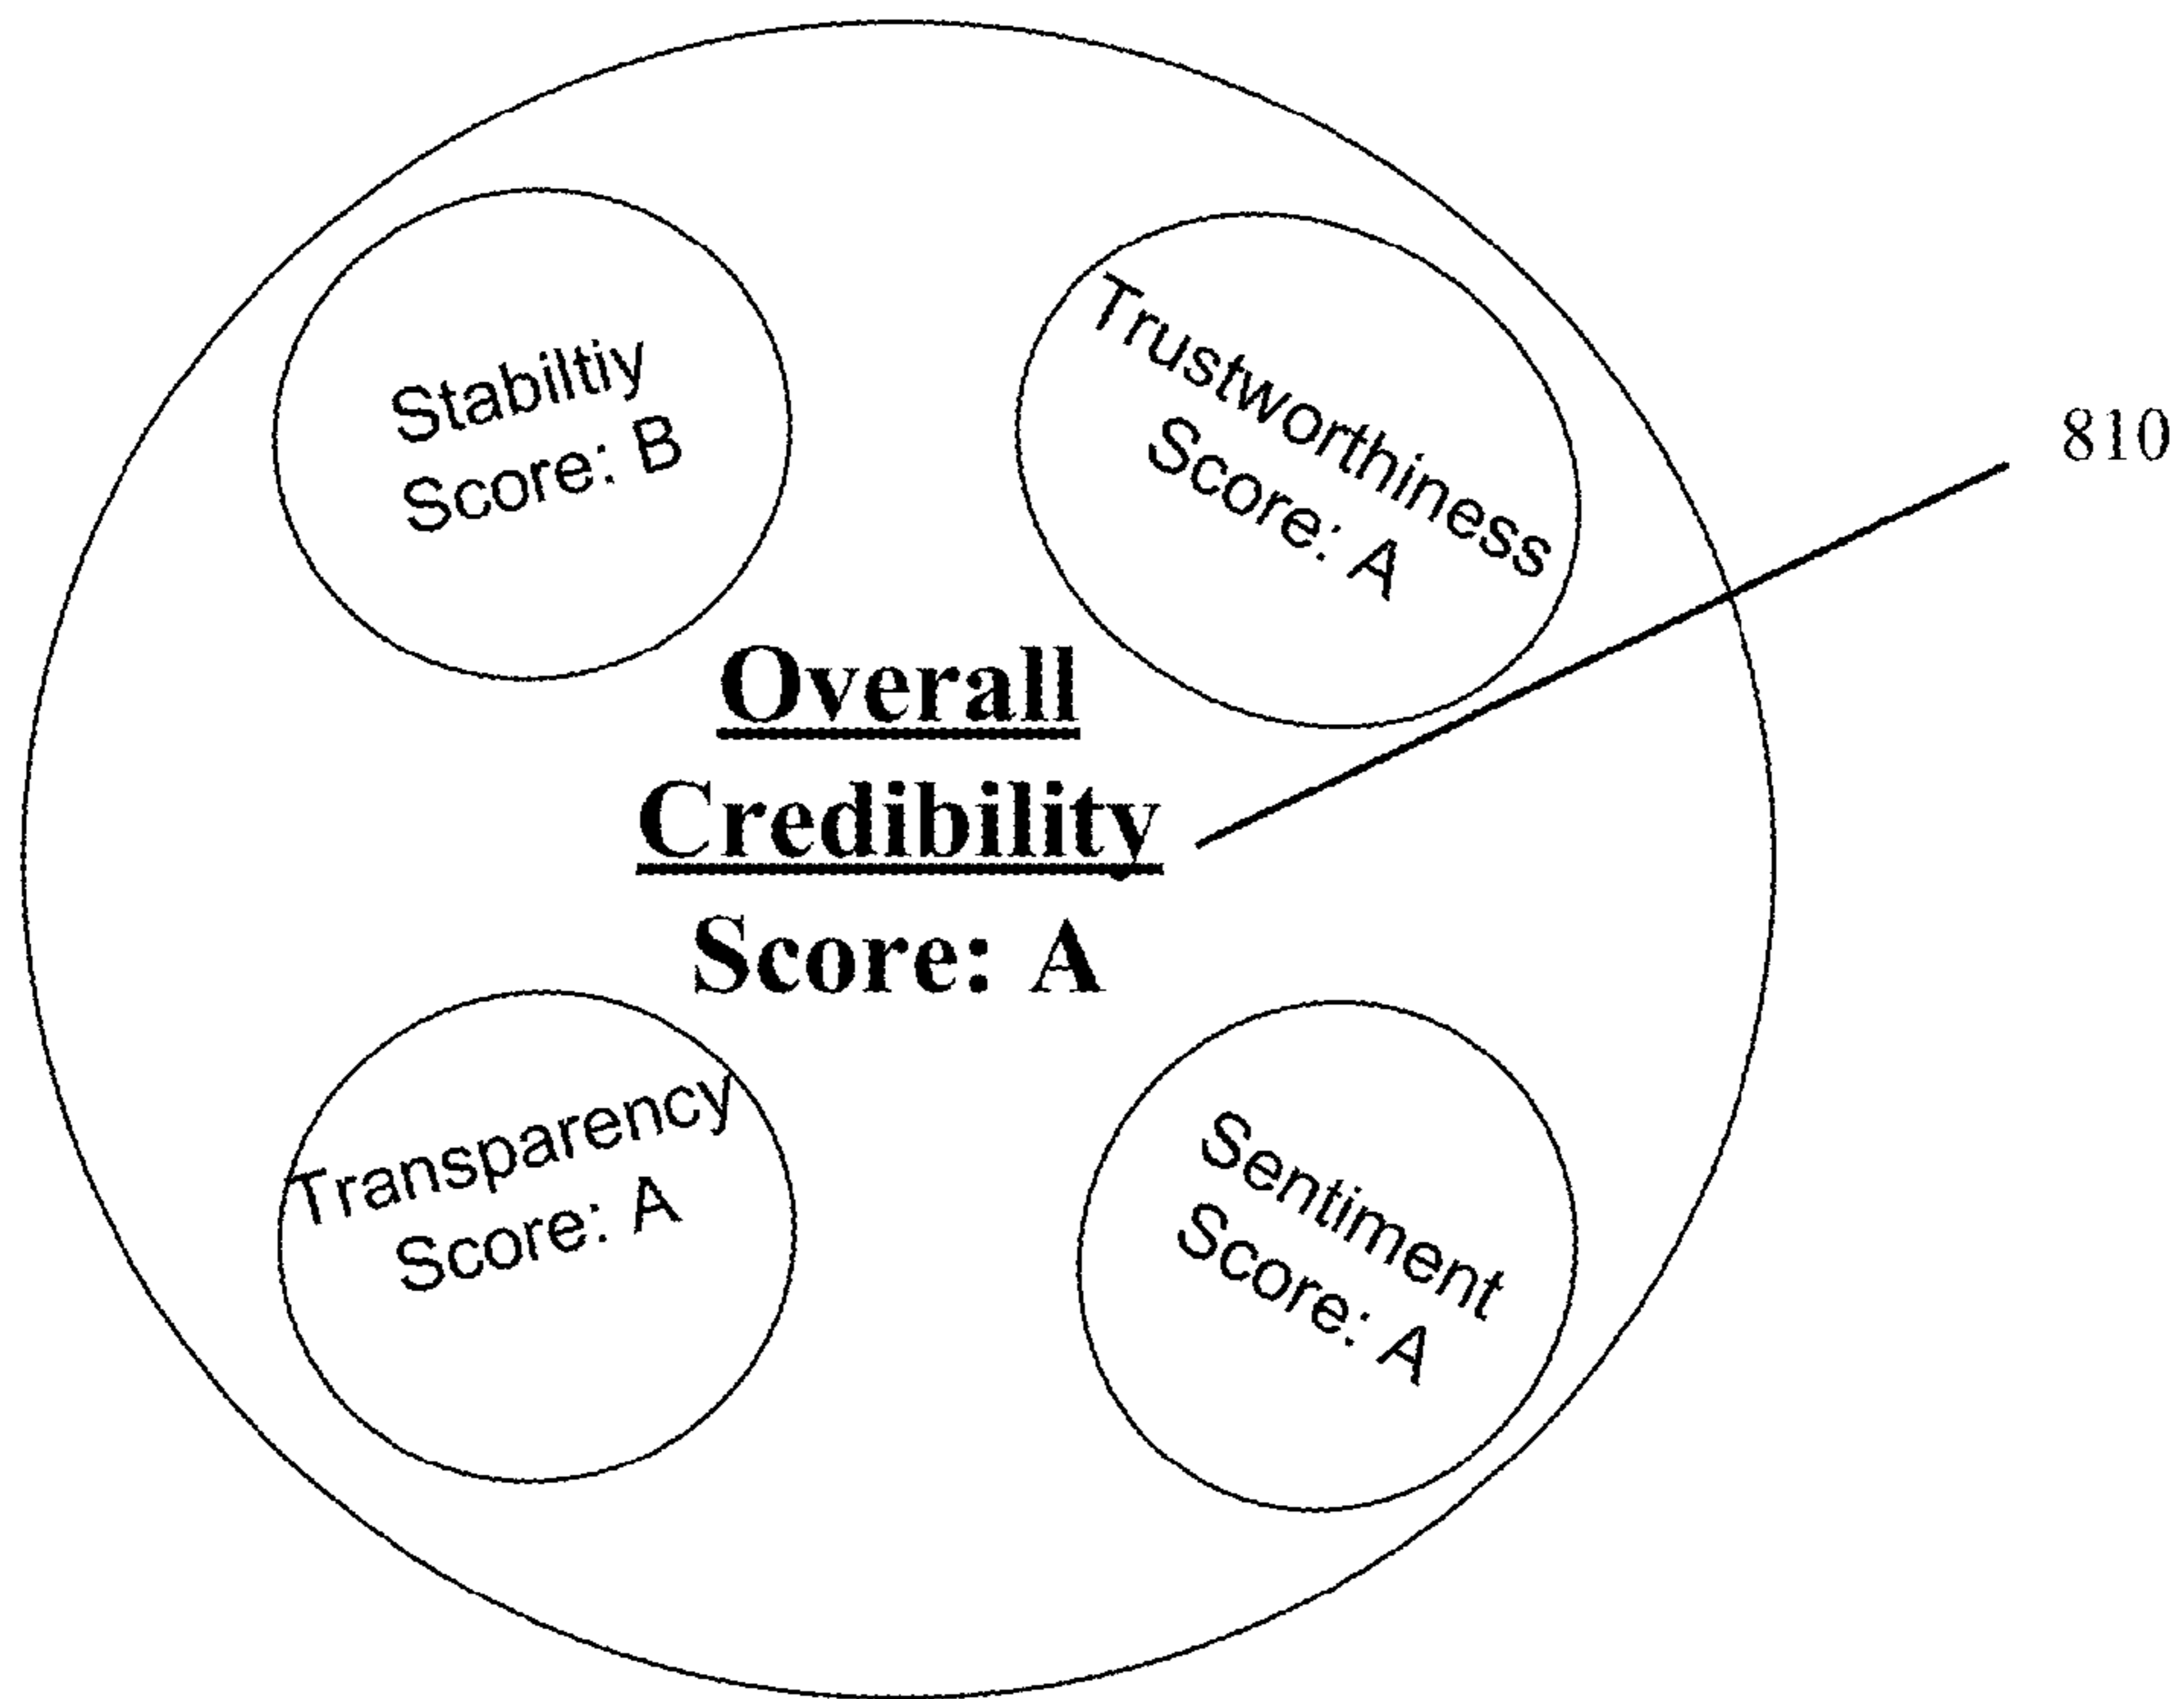 Stabiltiy
Score: B
Trustworthiness
Score: A
810
Overall
Credibility
Score: A
Transparency
Score: A
Sentiment
Score: A